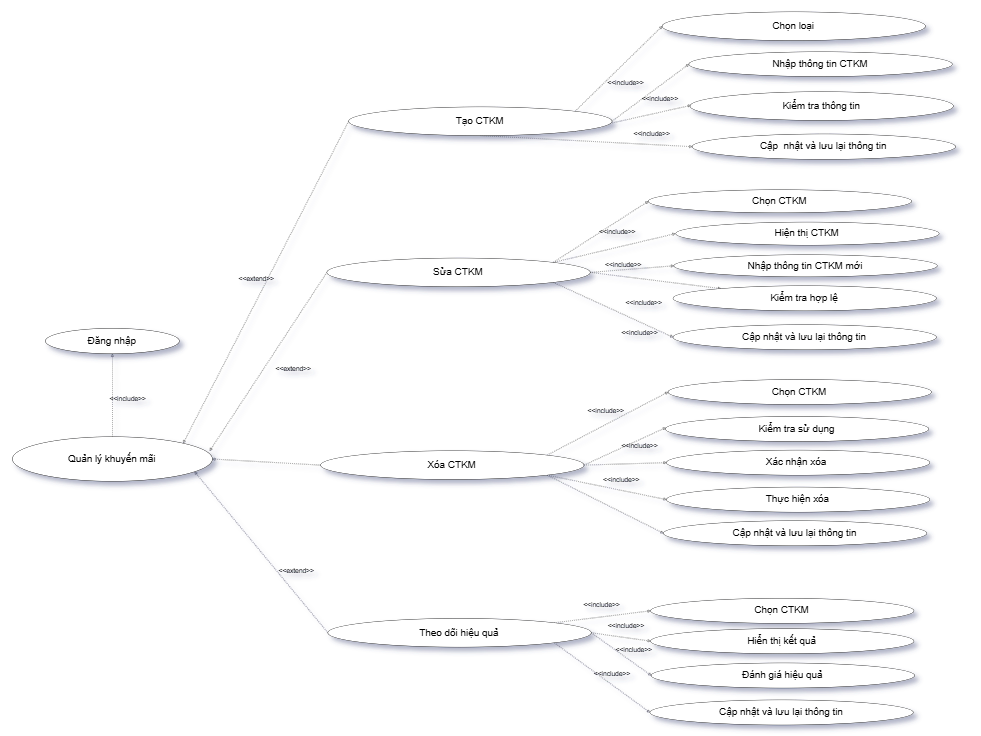 Chọn loại
Nhập thông tin CTKM
<<include>>
<<include>>
Kiểm tra thông tin
Tạo CTKM
<<include>>
Cập nhật và lưu lại thông tin
Chọn CTKM
<<include>>
Hiện thị CTKM
Sửa CTKM
<<include>>
Nhập thông tin CTKM mới
<<extend>>
<<include>>
Kiểm tra hợp lệ
<<include>>
Cập nhật và lưu lại thông tin
Đăng nhập
<<extend>>
<<include>>
Chọn CTKM
<<include>>
Kiểm tra sử dụng
<<include>>
Quản lý khuyến mãi
Xóa CTKM
Xác nhận xóa
<<include>>
Thực hiện xóa
Cập nhật và lưu lại thông tin
<<extend>>
<<include>>
Chọn CTKM
<<include>>
Theo dõi hiệu quả
Hiển thị kết quả
<<include>>
<<include>>
Đánh giá hiệu quả
Cập nhật và lưu lại thông tin